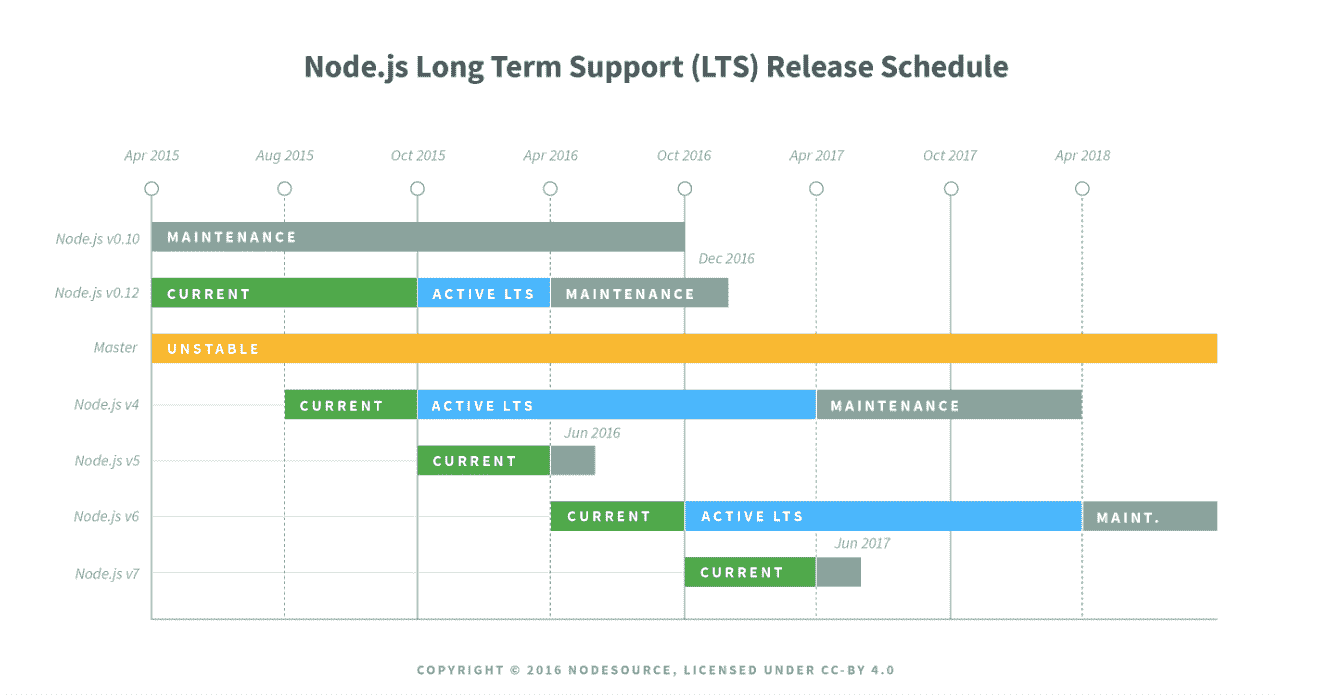 Node.js Long Term Support (LTS) Release Schedule
Apr 2015 Aug 2015 Oct 2015 Apr 2016 Oct 2016 Apr 2017 Oct 2017 Apr 2018
Node.js v0.10 MAINTENANCE
Dec 2016
Node.js v0.12 CURRENT ACTIVE LTS MAINTENANCE
Master UNSTABLE
Node.js v4 CURRENT ACTIVE LTS MAINTENANCE
Jun 2016
Node.js v5 CURRENT
Node.js v6 CURRENT ACTIVE LTS MAINT.
Jun 2017
Node.js v7 CURRENT
COPYRIGHT © 2016 NODESOURCE, LICENSED UNDER CC-BY 4.0